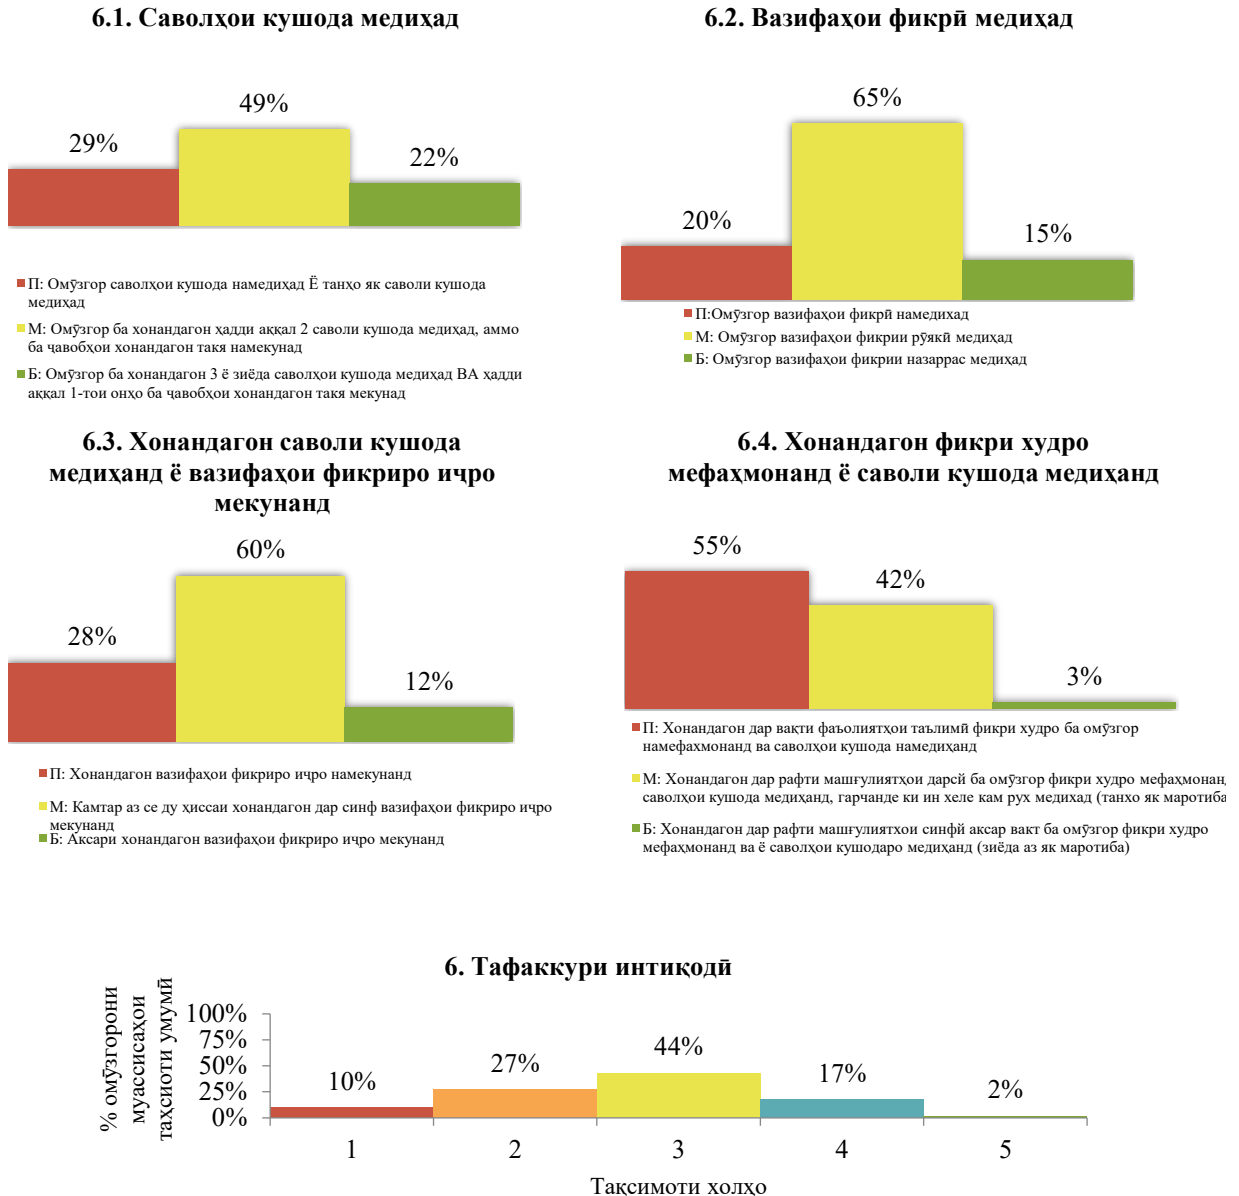 6.1. Саволҳои кушода медиҳад
29%
49%
22%
П: Омӯзгор саволҳои кушода намедиҳад Ё танҳо як саволи кушода
медиҳад
М: Омӯзгор ба хонандагон ҳадди аққал 2 саволи кушода медиҳад, аммо
ба ҷавобҳои хонандагон такя намекунад
Б: Омӯзгор ба хонандагон 3 ё зиёда саволҳои кушода медиҳад ВА ҳадди
аққал 1-тои онҳо ба ҷавобҳои хонандагон такя мекунад
6.2. Вазифаҳои фикрӣ медиҳад
20%
65%
15%
П:Омӯзгор вазифаҳои фикрӣ намедихад
М: Омӯзгор вазифаҳои фикрии рӯякӣ медиҳад
Б: Омӯзгор вазифаҳои фикрии назаррас медиҳад
6.3. Хонандагон саволи кушода
медиҳанд ё вазифаҳои фикриро иҷро
мекунанд
28%
60%
12%
П: Хонандагон вазифаҳои фикриро иҷро намекунанд
М: Камтар аз се ду ҳиссаи хонандагон дар синф вазифаҳои фикриро иҷро
мекунанд
Б: Аксари хонандагон вазифаҳои фикриро иҷро мекунанд
6.4. Хонандагон фикри худро
мефаҳмонанд ё саволи кушода медиҳанд
55%
42%
3%
П: Хонандагон дар вақти фаъолиятҳои таълимӣ фикри худро ба омӯзгор
намефахмонанд ва саволҳои кушода намедиҳанд
М: Хонандагон дар рафти машғулиятҳои дарсй ба омӯзгор фикри худро мефаҳмонанд
саволҳои кушода медиҳанд, гарчанде ки ин хеле кам рух медихад (танхо як маротиба
Б: Хонандагон дар рафти машғулиятхои синфй аксар вакт ба омӯзгор фикри худро
мефаҳмонанд ва ё саволҳои кушодаро медиҳанд (зиёда аз як маротиба)
6. Тафаккури интиқодӣ
% омӯзгорони
муассисаҳои
таҳсиоти умумӣ
100%
75%
50%
25%
0%
10%
27%
44%
17%
2%
1
2
3
4
5
Тақсимоти холҳо